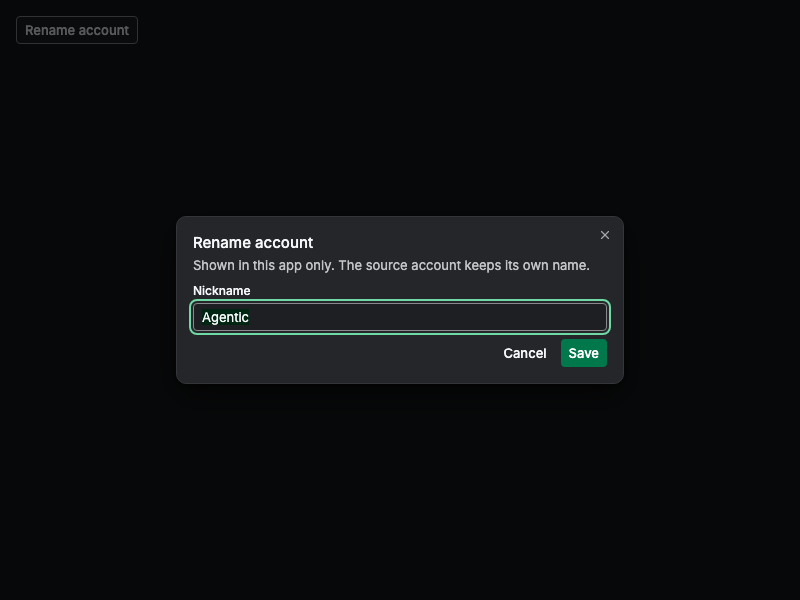 Rename account
Rename account
Shown in this app only. The source account keeps its own name.
Nickname
Agentic
Cancel
Save